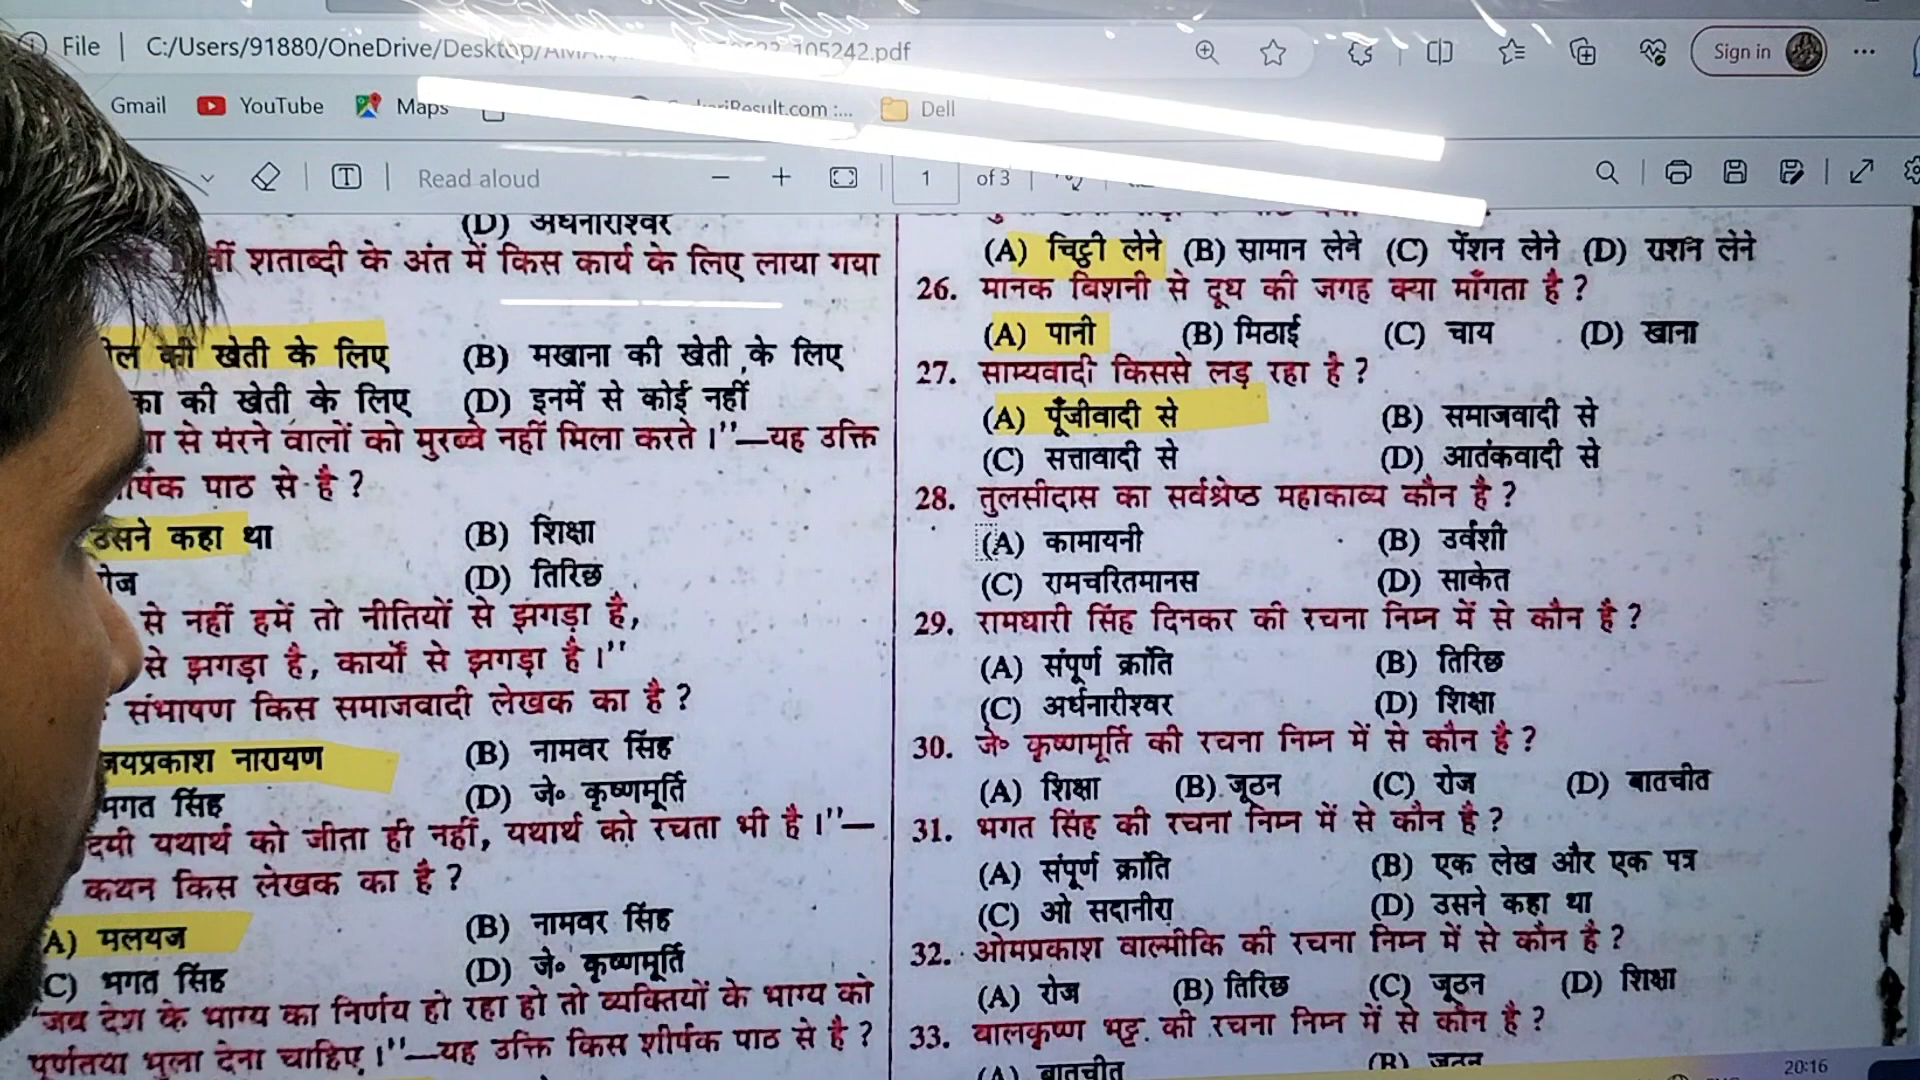 File | C:/Users/91880/OneDrive/Desktop/ 105242.pdf
Sign in
Gmail YouTube Maps Result.com :... Dell
Read aloud 1 of 3
(D)
वीं शताब्दी के अंत में किस कार्य के लिए लाया गया
की खेती के लिए (B) मखाना की खेती के लिए
की खेती के लिए (D) इनमें से कोई नहीं
से मरने वालों को मुरब्बे नहीं मिला करते ।''—यह उक्ति
पाठ से है ?
उसने कहा था (B) शिक्षा
(D) तिरिछ
से नहीं हमें तो नीतियों से झगड़ा है,
से झगड़ा है, कार्यों से झगड़ा है ।''
संभाषण किस समाजवादी लेखक का है ?
जयप्रकाश नारायण (B) नामवर सिंह
भगत सिंह (D) जे० कृष्णमूर्ति
यथार्थ को जीता ही नहीं, यथार्थ को रचता भी है ।''—
कथन किस लेखक का है ?
A) मलयज (B) नामवर सिंह
C) भगत सिंह (D) जे० कृष्णमूर्ति
'जब देश के भाग्य का निर्णय हो रहा हो तो व्यक्तियों के भाग्य को
पूर्णतया भुला देना चाहिए ।''—यह उक्ति किस शीर्षक पाठ से है ?
(A) चिट्ठी लेने (B) सामान लेने (C) पेंशन लेने (D) राशन लेने
26. मानक बिशनी से दूध की जगह क्या माँगता है ?
(A) पानी (B) मिठाई (C) चाय (D) खाना
27. साम्यवादी किससे लड़ रहा है ?
(A) पूँजीवादी से (B) समाजवादी से
(C) सत्तावादी से (D) आतंकवादी से
28. तुलसीदास का सर्वश्रेष्ठ महाकाव्य कौन है ?
(A) कामायनी (B) उर्वशी
(C) रामचरितमानस (D) साकेत
29. रामधारी सिंह दिनकर की रचना निम्न में से कौन है ?
(A) संपूर्ण क्रांति (B) तिरिछ
(C) अर्धनारीश्वर (D) शिक्षा
30. जे० कृष्णमूर्ति की रचना निम्न में से कौन है ?
(A) शिक्षा (B) जूठन (C) रोज (D) बातचीत
31. भगत सिंह की रचना निम्न में से कौन है ?
(A) संपूर्ण क्रांति (B) एक लेख और एक पत्र
(C) ओ सदानीरा (D) उसने कहा था
32. ओमप्रकाश वाल्मीकि की रचना निम्न में से कौन है ?
(A) रोज (B) तिरिछ (C) जूठन (D) शिक्षा
33. बालकृष्ण भट्ट की रचना निम्न में से कौन है ?
(A) बातचीत (B) जूठन
20:16